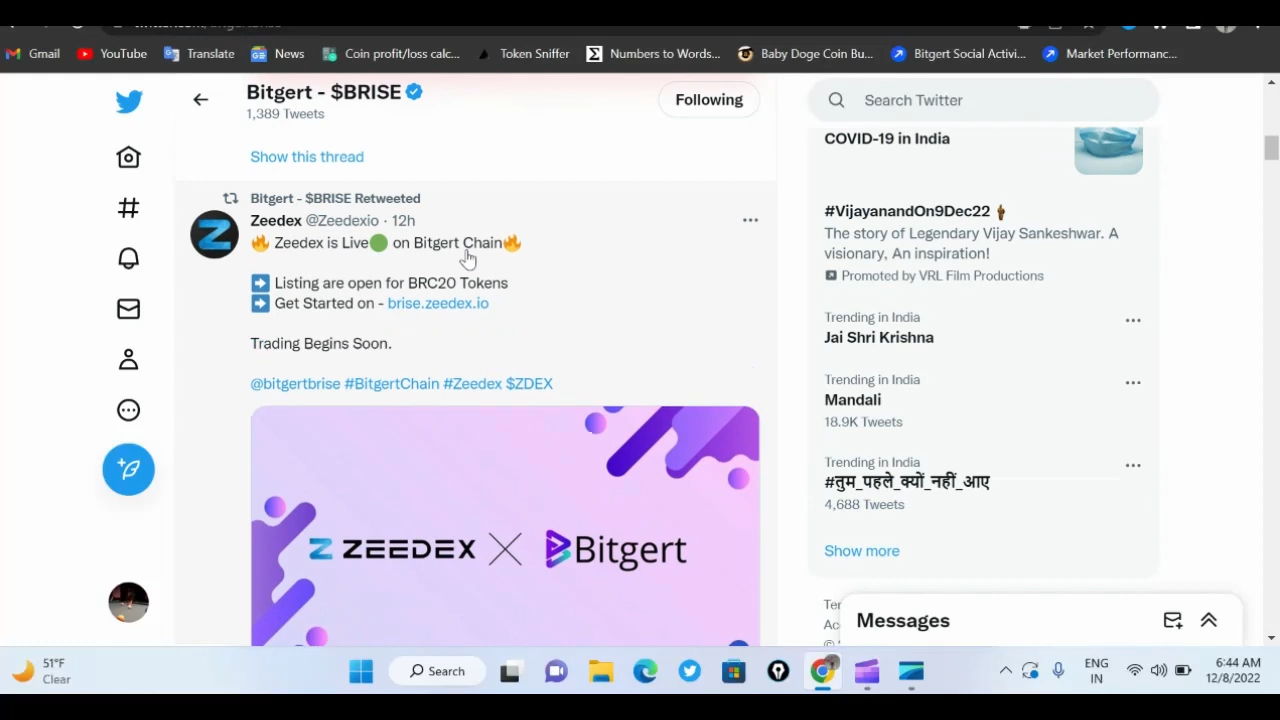 Gmail
YouTube
Translate
News
Coin profit/loss calc...
Token Sniffer
Numbers to Words...
Baby Doge Coin Bu...
Bitgert Social Activi...
Market Performanc...
Bitgert - $BRISE
1,389 Tweets
Following
Search Twitter
Show this thread
COVID-19 in India
Bitgert - $BRISE Retweeted
Zeedex @Zeedexio · 12h
🔥 Zeedex is Live🟢 on Bitgert Chain🔥
➡️ Listing are open for BRC20 Tokens
➡️ Get Started on - brise.zeedex.io
Trading Begins Soon.
@bitgertbrise #BitgertChain #Zeedex $ZDEX
ZEEDEX
Bitgert
#VijayanandOn9Dec22
The story of Legendary Vijay Sankeshwar. A
visionary, An inspiration!
Promoted by VRL Film Productions
Trending in India
Jai Shri Krishna
Trending in India
Mandali
18.9K Tweets
Trending in India
#तुम_पहले_क्यों_नहीं_आए
4,688 Tweets
Show more
Messages
51°F
Clear
Search
ENG
IN
6:44 AM
12/8/2022